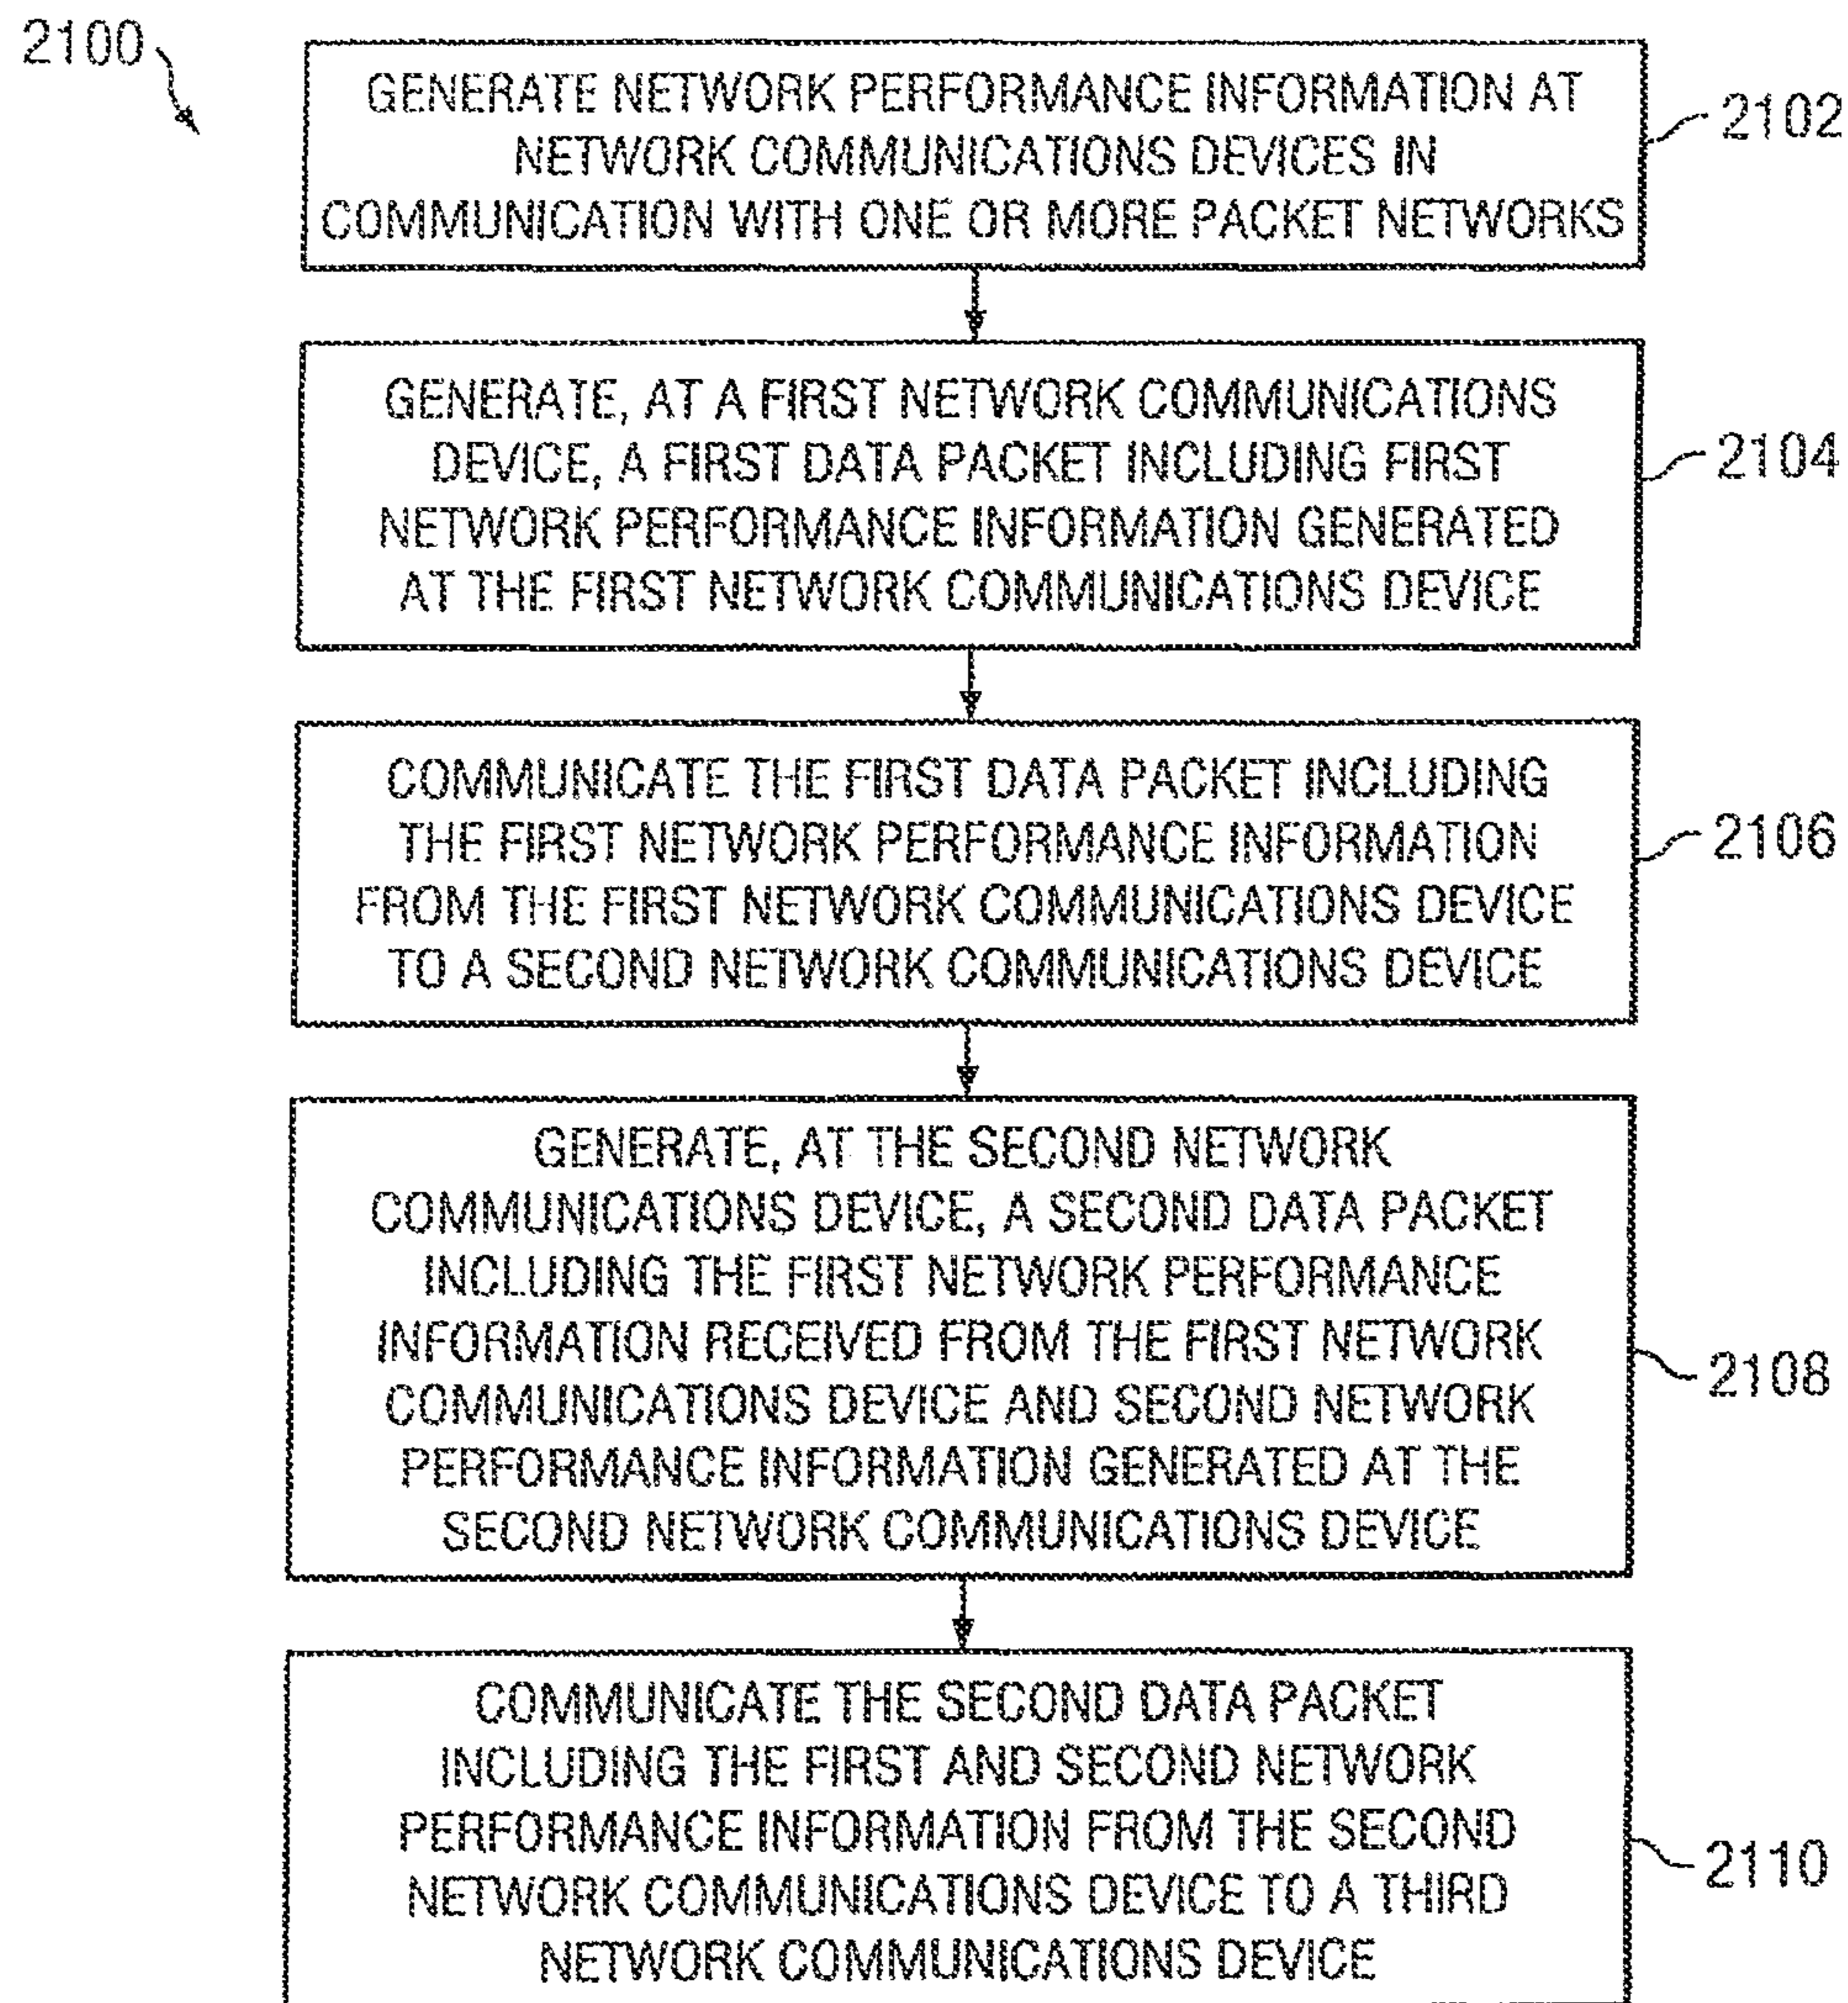 2100
GENERATE NETWORK PERFORMANCE INFORMATION AT
NETWORK COMMUNICATIONS DEVICES IN
COMMUNICATION WITH ONE OR MORE PACKET NETWORKS
2102
GENERATE, AT A FIRST NETWORK COMMUNICATIONS
DEVICE, A FIRST DATA PACKET INCLUDING FIRST
NETWORK PERFORMANCE INFORMATION GENERATED
AT THE FIRST NETWORK COMMUNICATIONS DEVICE
2104
COMMUNICATE THE FIRST DATA PACKET INCLUDING
THE FIRST NETWORK PERFORMANCE INFORMATION
FROM THE FIRST NETWORK COMMUNICATIONS DEVICE
TO A SECOND NETWORK COMMUNICATIONS DEVICE
2106
GENERATE, AT THE SECOND NETWORK
COMMUNICATIONS DEVICE, A SECOND DATA PACKET
INCLUDING THE FIRST NETWORK PERFORMANCE
INFORMATION RECEIVED FROM THE FIRST NETWORK
COMMUNICATIONS DEVICE AND SECOND NETWORK
PERFORMANCE INFORMATION GENERATED AT THE
SECOND NETWORK COMMUNICATIONS DEVICE
2108
COMMUNICATE THE SECOND DATA PACKET
INCLUDING THE FIRST AND SECOND NETWORK
PERFORMANCE INFORMATION FROM THE SECOND
NETWORK COMMUNICATIONS DEVICE TO A THIRD
NETWORK COMMUNICATIONS DEVICE
2110